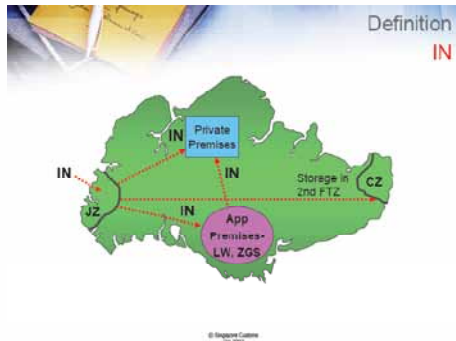 Definition
IN
Private
Premises
IN
IN
IN
Storage in
2nd FTZ
CZ
JZ
IN
App
Premises-
LW, ZGS
© Singapore Customs